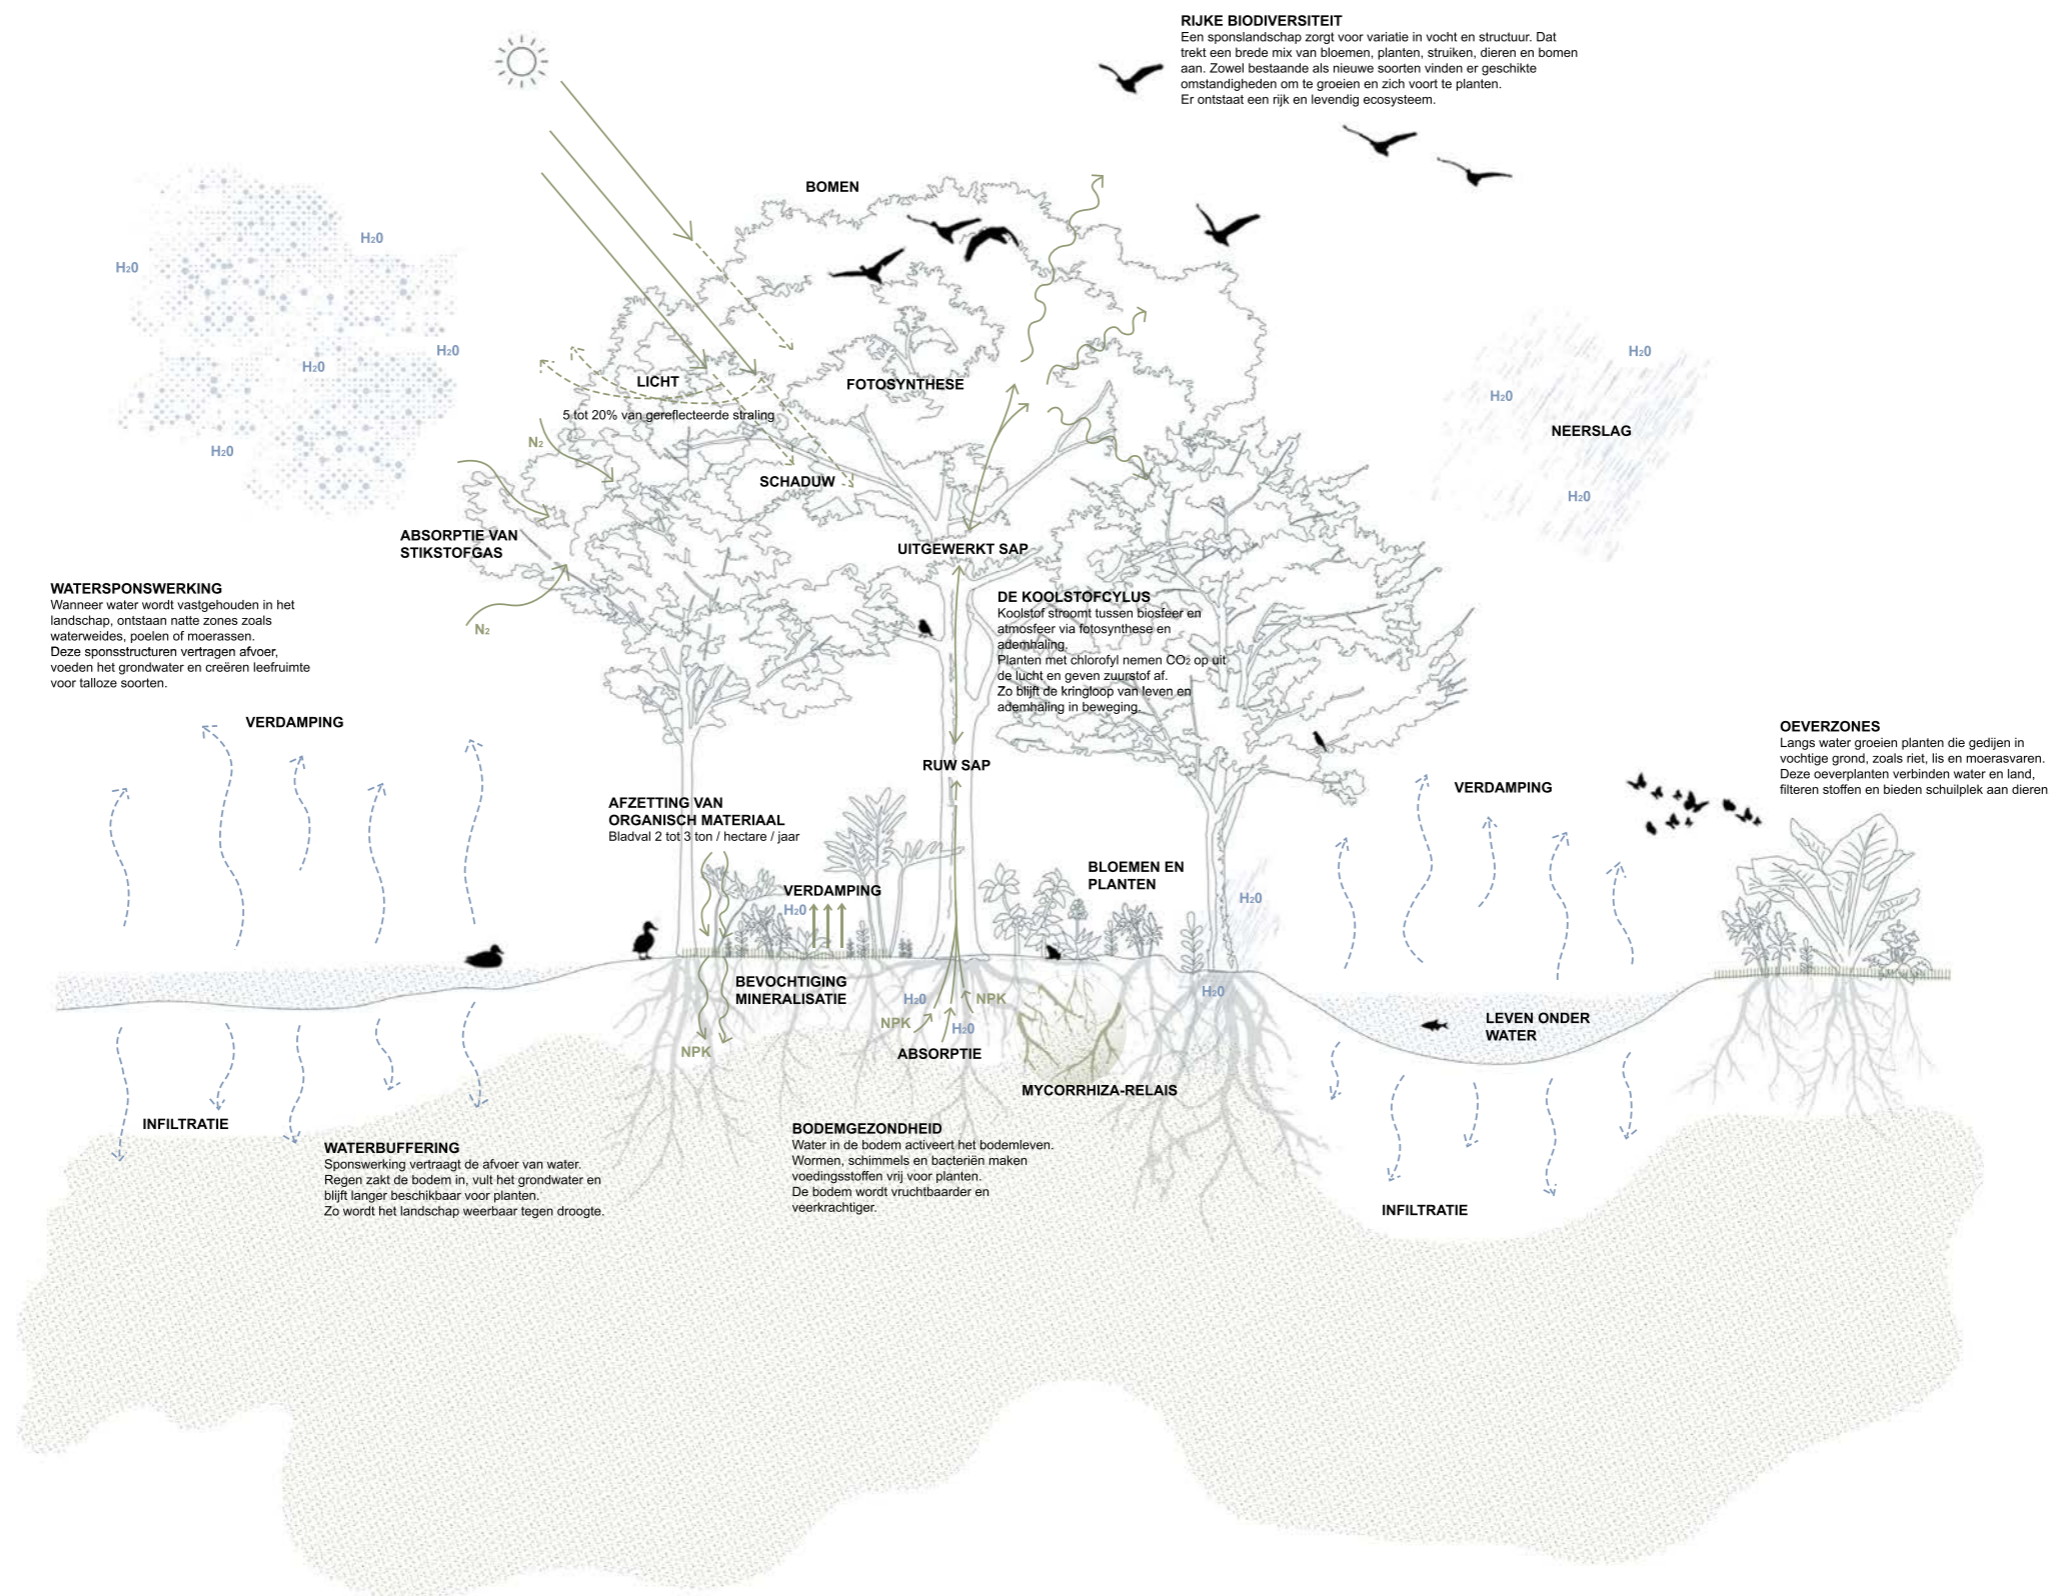 RIJKE BIODIVERSITEIT
Een sponslandschap zorgt voor variatie in vocht en structuur. Dat
trekt een brede mix van bloemen, planten, struiken, dieren en bomen
aan. Zowel bestaande als nieuwe soorten vinden er geschikte
omstandigheden om te groeien en zich voort te planten.
Er ontstaat een rijk en levendig ecosysteem.
BOMEN
H₂0
H₂0
H₂0
H₂0
H₂0
LICHT
5 tot 20% van gereflecteerde straling
FOTOSYNTHESE
H₂0
H₂0
NEERSLAG
H₂0
N₂
SCHADUW
ABSORPTIE VAN
STIKSTOFGAS
N₂
UITGEWERKT SAP
WATERSPONSWERKING
Wanneer water wordt vastgehouden in het
landschap, ontstaan natte zones zoals
waterweides, poelen of moerassen.
Deze sponsstructuren vertragen afvoer,
voeden het grondwater en creëren leefruimte
voor talloze soorten.
DE KOOLSTOFCYLUS
Koolstof stroomt tussen biosfeer en
atmosfeer via fotosynthese en
ademhaling.
Planten met chlorofyl nemen CO₂ op uit
de lucht en geven zuurstof af.
Zo blijft de kringloop van leven en
ademhaling in beweging.
VERDAMPING
RUW SAP
OEVERZONES
Langs water groeien planten die gedijen in
vochtige grond, zoals riet, lis en moerasvaren.
Deze oeverplanten verbinden water en land,
filteren stoffen en bieden schuilplek aan dieren
VERDAMPING
AFZETTING VAN
ORGANISCH MATERIAAL
Bladval 2 tot 3 ton / hectare / jaar
VERDAMPING
H₂0
BLOEMEN EN
PLANTEN
H₂0
BEVOCHTIGING
MINERALISATIE
NPK
H₂0
NPK
NPK
H₂0
ABSORPTIE
H₂0
LEVEN ONDER
WATER
MYCORRHIZA-RELAIS
INFILTRATIE
WATERBUFFERING
Sponswerking vertraagt de afvoer van water.
Regen zakt de bodem in, vult het grondwater en
blijft langer beschikbaar voor planten.
Zo wordt het landschap weerbaar tegen droogte.
BODEMGEZONDHEID
Water in de bodem activeert het bodemleven.
Wormen, schimmels en bacteriën maken
voedingsstoffen vrij voor planten.
De bodem wordt vruchtbaarder en
veerkrachtiger.
INFILTRATIE